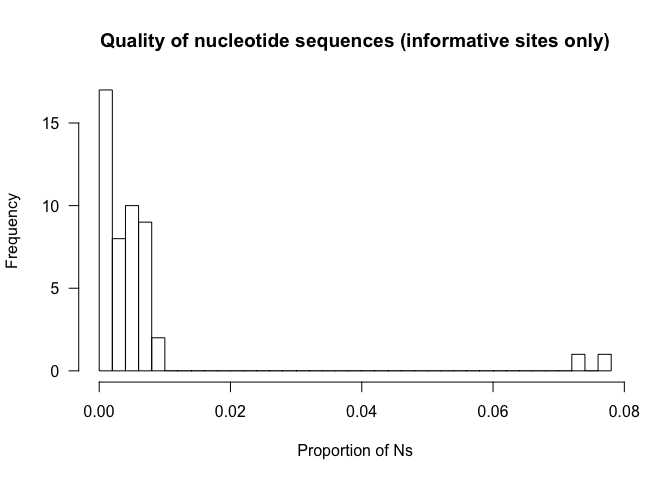 Quality of nucleotide sequences (informative sites only)
15
10
5
0
Frequency
0.00 0.02 0.04 0.06 0.08
Proportion of Ns